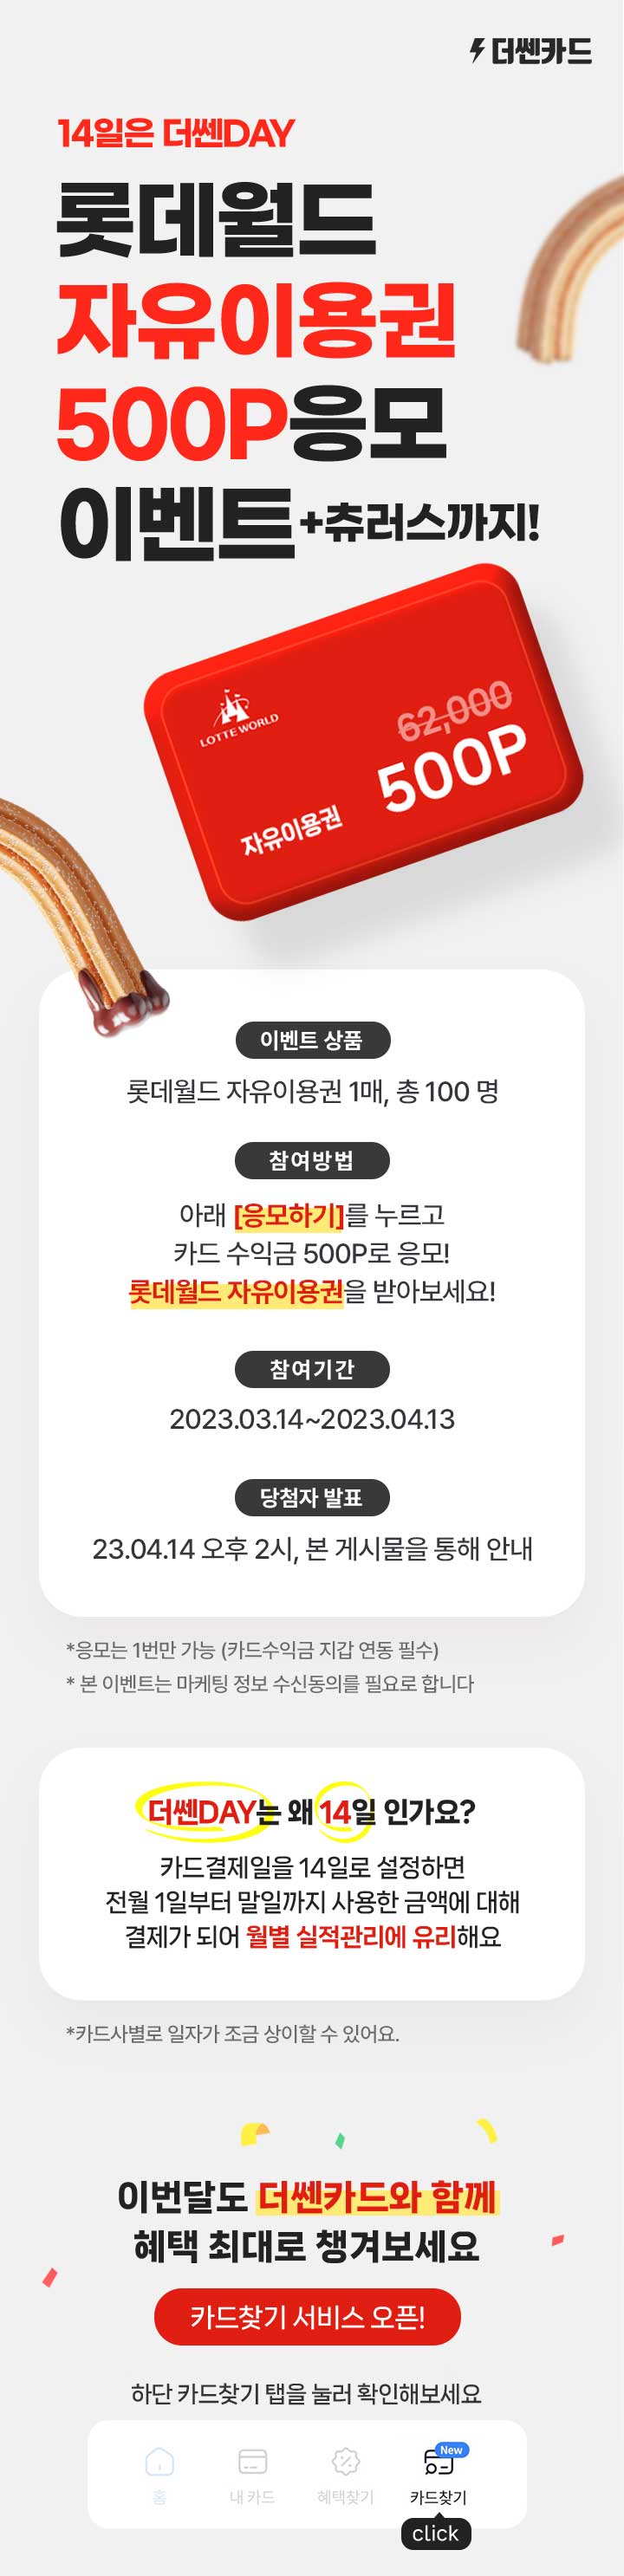 더쎈카드
14일은 더쎈DAY
롯데월드
자유이용권
500P응모
이벤트+츄러스까지!
LOTTE WORLD
62,000
500P
자유이용권
이벤트 상품
롯데월드 자유이용권 1매, 총 100 명
참여방법
아래 [응모하기]를 누르고
카드 수익금 500P로 응모!
롯데월드 자유이용권을 받아보세요!
참여기간
2023.03.14~2023.04.13
당첨자 발표
23.04.14 오후 2시, 본 게시물을 통해 안내
*응모는 1번만 가능 (카드수익금 지갑 연동 필수)
* 본 이벤트는 마케팅 정보 수신동의를 필요로 합니다
더쎈DAY는 왜 14일 인가요?
카드결제일을 14일로 설정하면
전월 1일부터 말일까지 사용한 금액에 대해
결제가 되어 월별 실적관리에 유리해요
*카드사별로 일자가 조금 상이할 수 있어요.
이번달도 더쎈카드와 함께
혜택 최대로 챙겨보세요
카드찾기 서비스 오픈!
하단 카드찾기 탭을 눌러 확인해보세요
New
홈 내 카드 혜택찾기 카드찾기
click